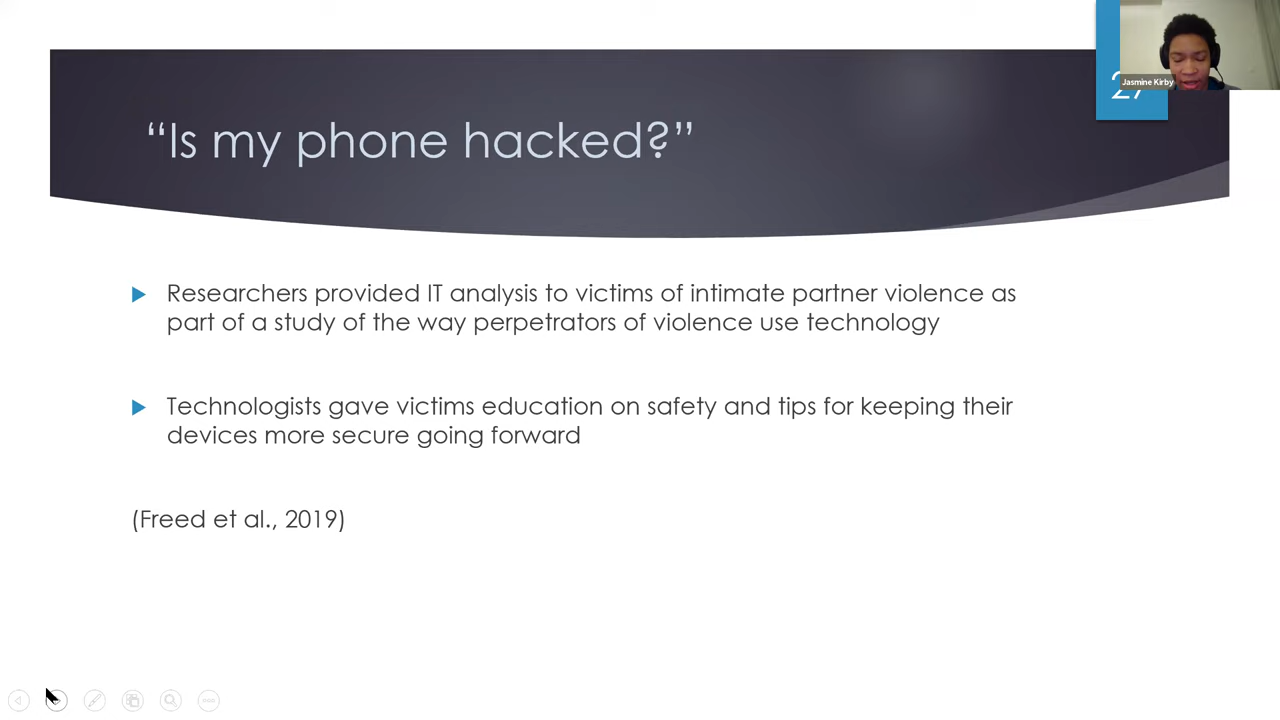 “Is my phone hacked?”
27
Jasmine Kirby
Researchers provided IT analysis to victims of intimate partner violence as
part of a study of the way perpetrators of violence use technology
Technologists gave victims education on safety and tips for keeping their
devices more secure going forward
(Freed et al., 2019)